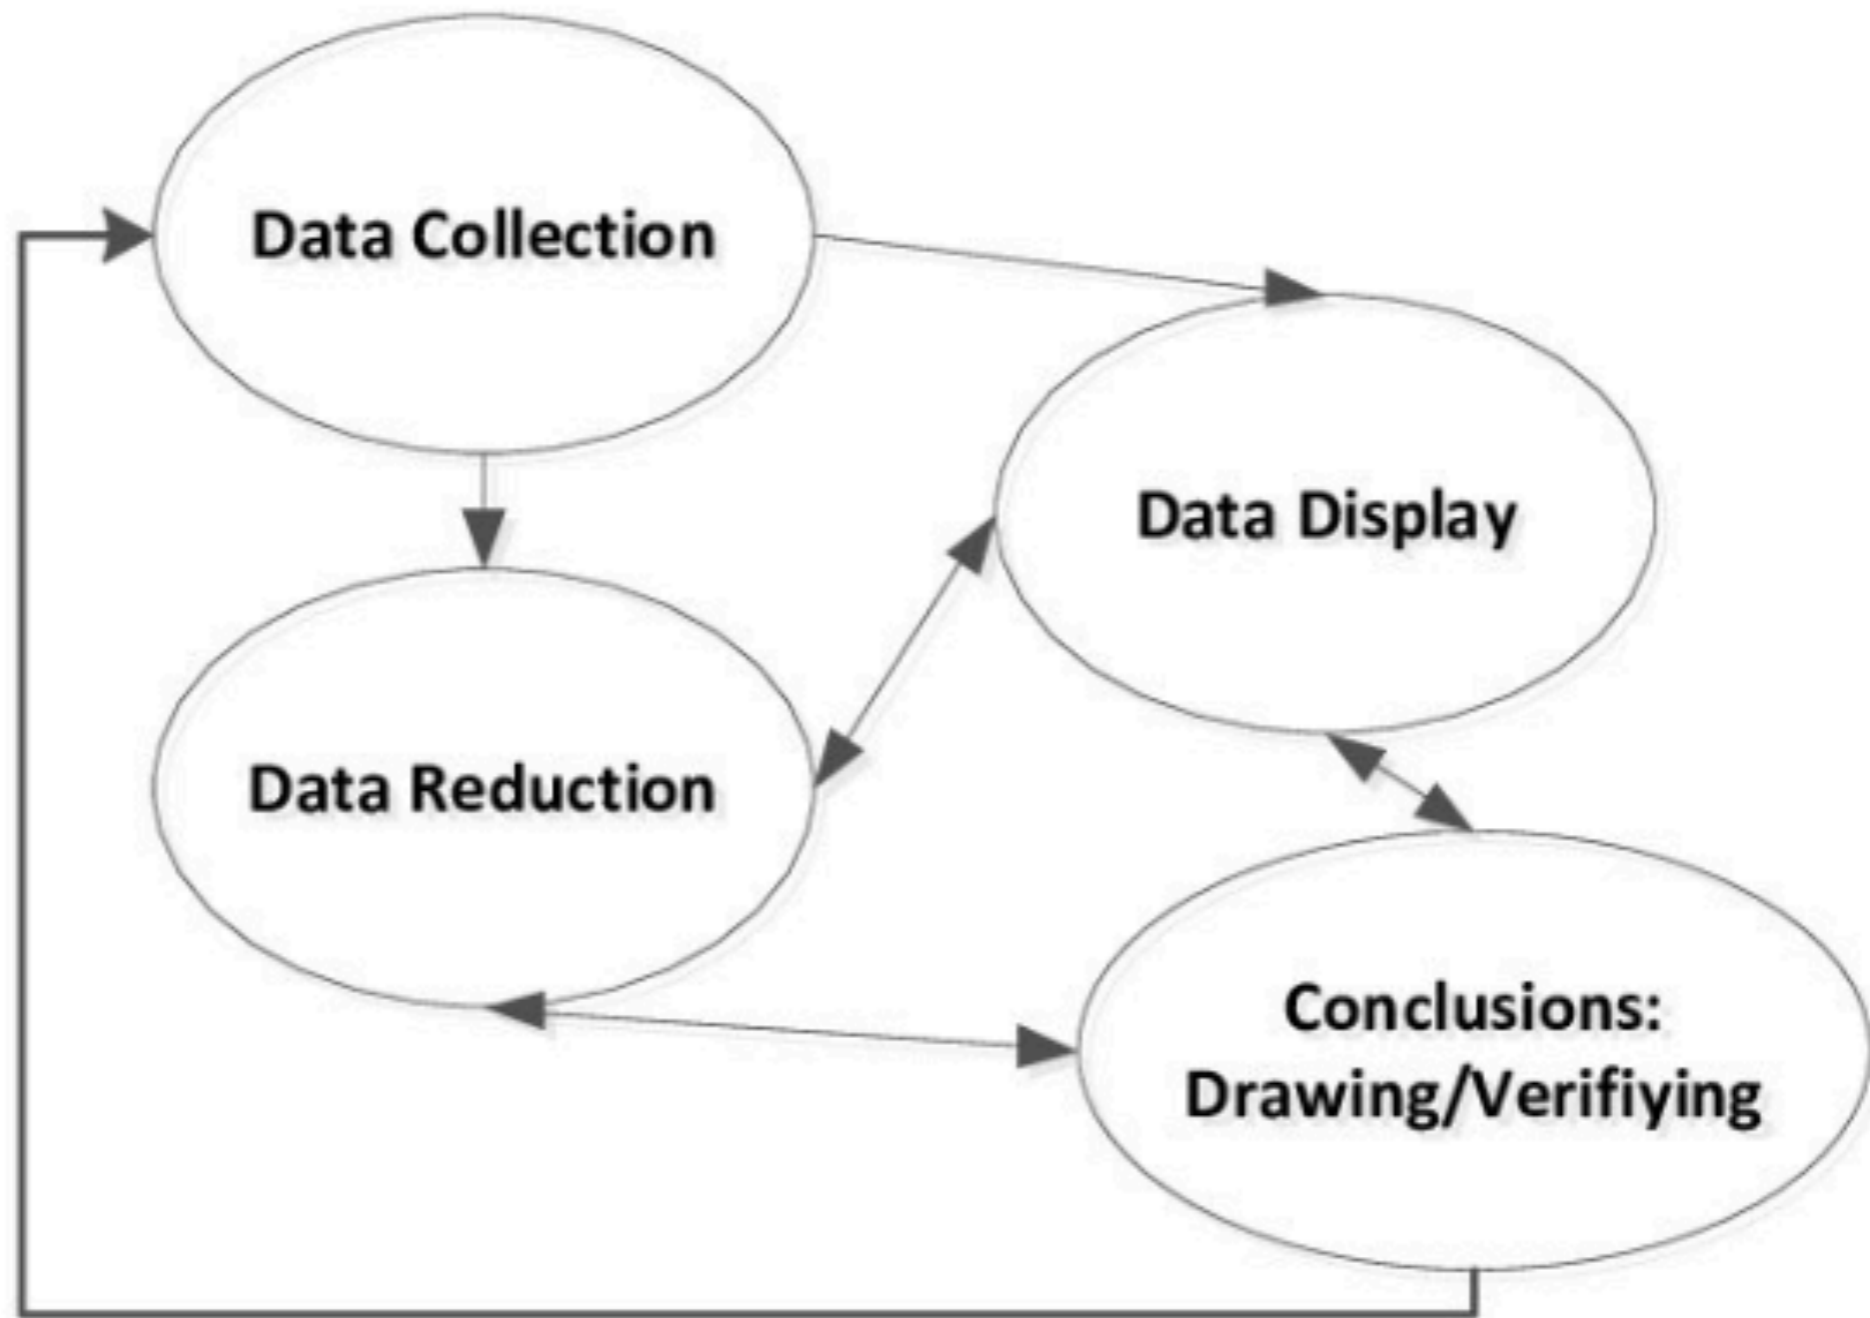 Data Collection
Data Display
Data Reduction
Conclusions:
Drawing/Verifiying